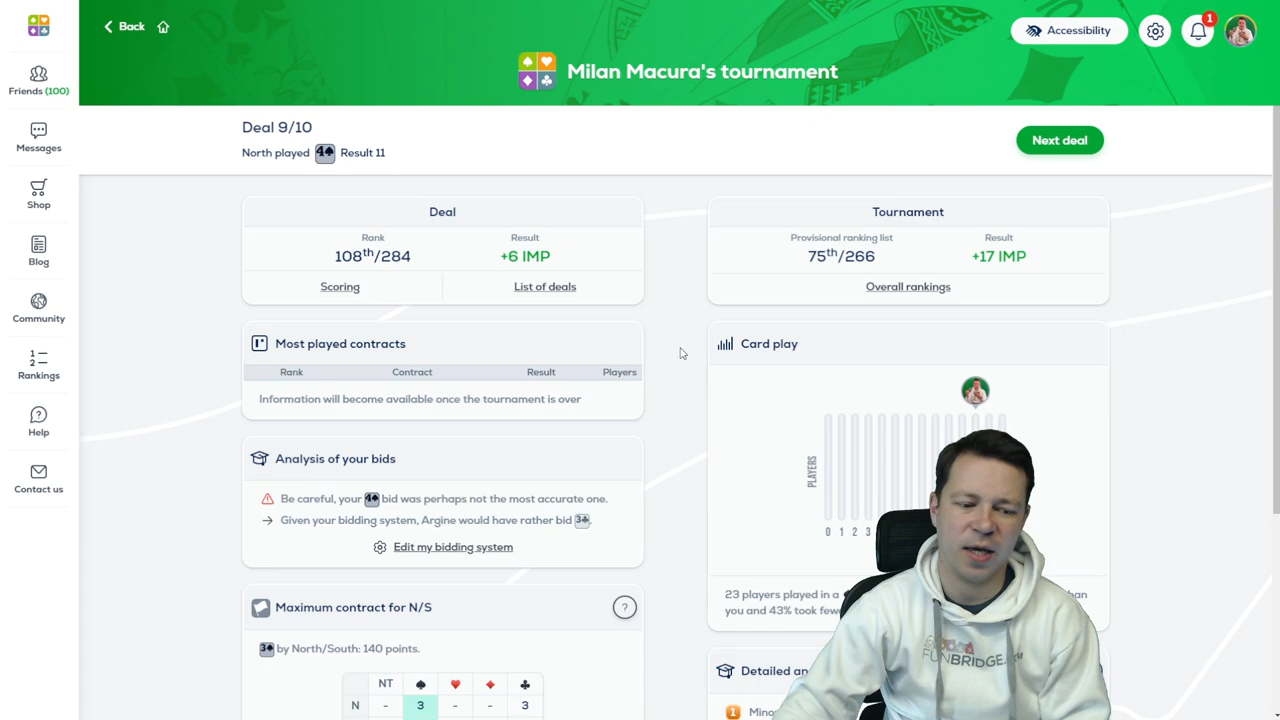 Back
Accessibility
1
Milan Macura's tournament
Friends (100)
Messages
Shop
Blog
Community
Rankings
Help
Contact us
Deal 9/10
North played 4♠ Result 11
Next deal
Deal
Rank
Result
108th/284
+6 IMP
Scoring
List of deals
Tournament
Provisional ranking list
Result
75th/266
+17 IMP
Overall rankings
Most played contracts
Rank
Contract
Result
Players
Information will become available once the tournament is over
Card play
PLAYERS
0 1 2 3
23 players played in a
you and 43% took
Analysis of your bids
Be careful, your 4♠ bid was perhaps not the most accurate one.
Given your bidding system, Argine would have rather bid 3♣.
Edit my bidding system
Maximum contract for N/S
?
3♠ by North/South: 140 points.
NT ♠ ♥ ♦ ♣
N - 3 - - 3
Detailed
1
FUNBRIDGE.™